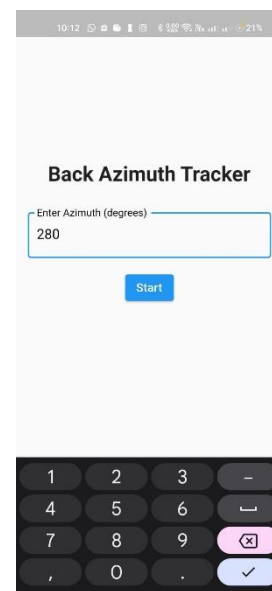 10:12
21%
Back Azimuth Tracker
Enter Azimuth (degrees)
280
Start
1 2 3 –
4 5 6
7 8 9
, 0 .